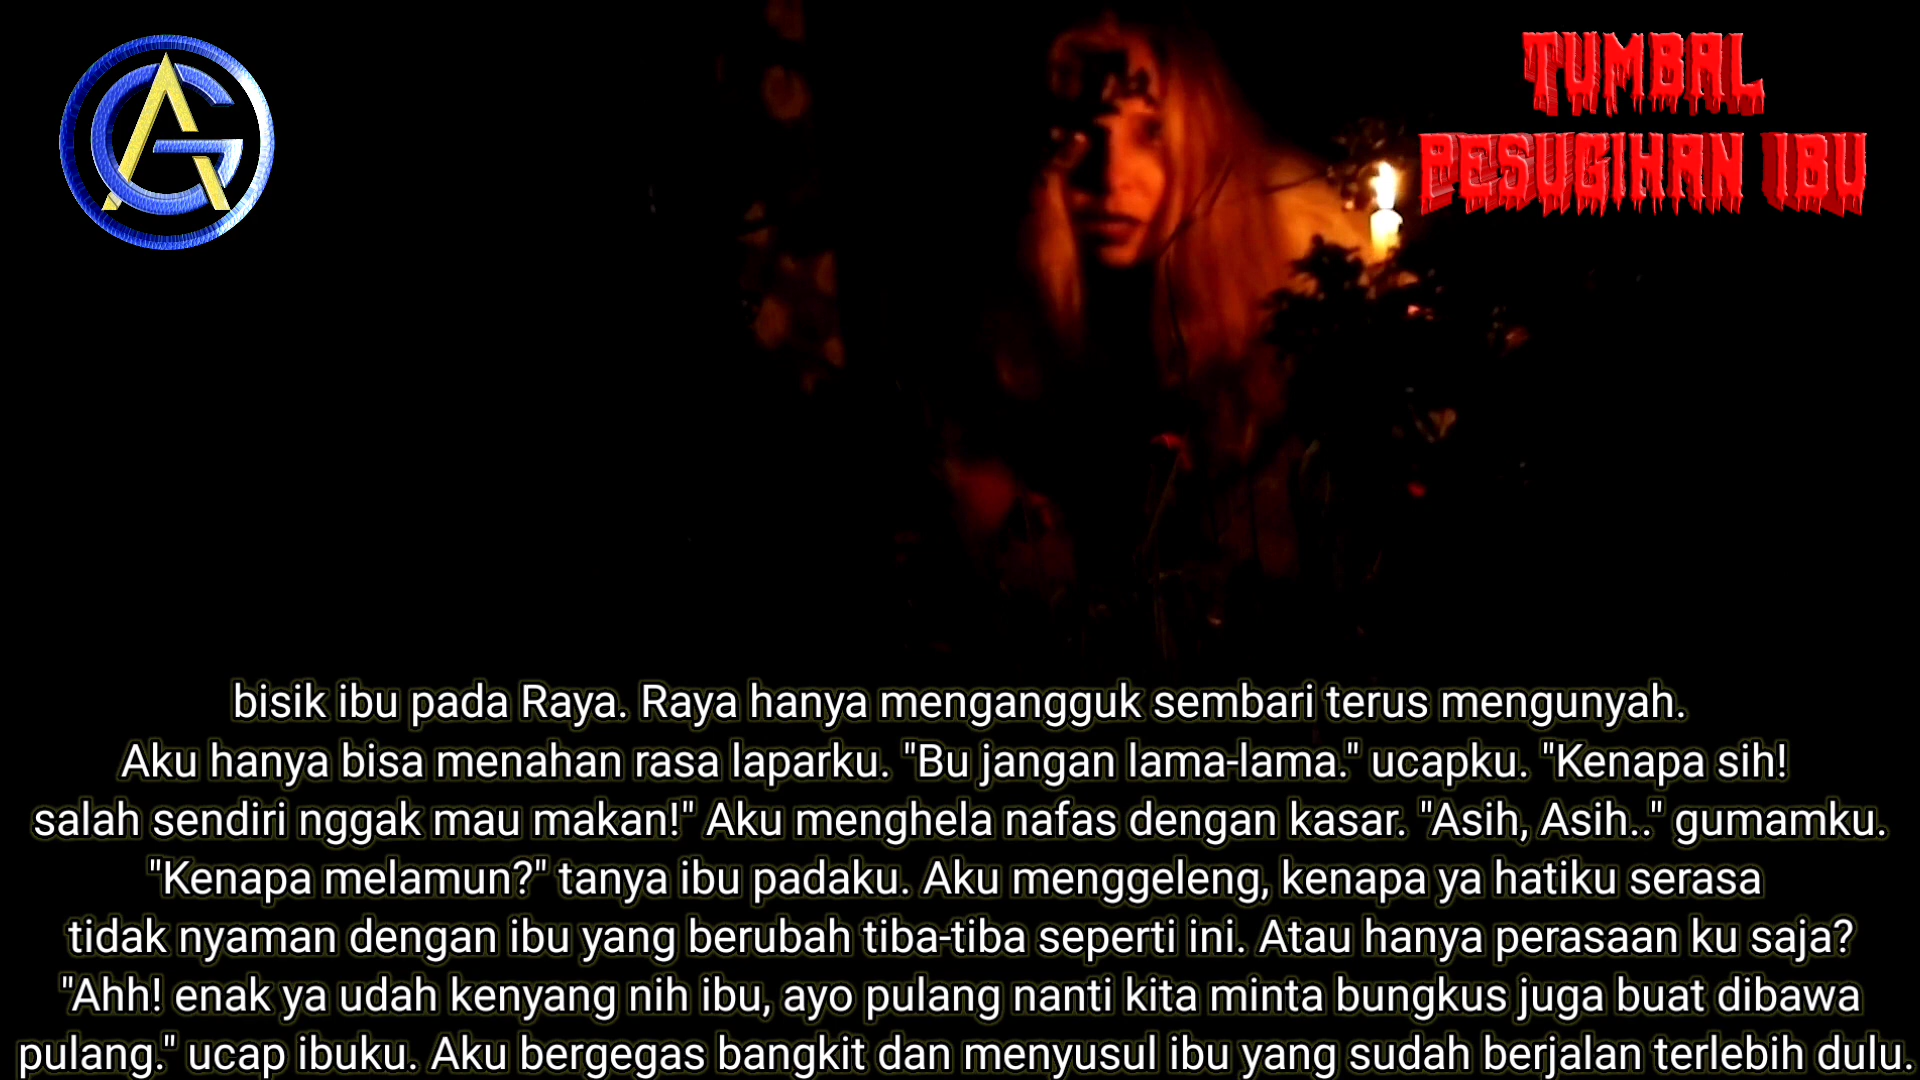 TUMBAL
PESUGIHAN IBU
bisik ibu pada Raya. Raya hanya mengangguk sembari terus mengunyah.
Aku hanya bisa menahan rasa laparku. "Bu jangan lama-lama." ucapku. "Kenapa sih!
salah sendiri nggak mau makan!" Aku menghela nafas dengan kasar. "Asih, Asih.." gumamku.
"Kenapa melamun?" tanya ibu padaku. Aku menggeleng, kenapa ya hatiku serasa
tidak nyaman dengan ibu yang berubah tiba-tiba seperti ini. Atau hanya perasaan ku saja?
"Ahh! enak ya udah kenyang nih ibu, ayo pulang nanti kita minta bungkus juga buat dibawa
pulang." ucap ibuku. Aku bergegas bangkit dan menyusul ibu yang sudah berjalan terlebih dulu.